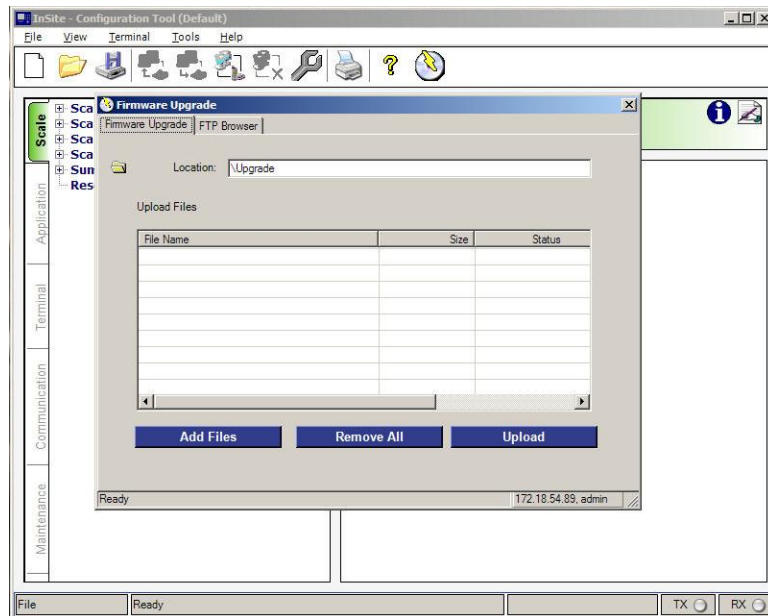 InSite - Configuration Tool (Default)
File View Terminal Tools Help
Scale
Application
Terminal
Communication
Maintenance
Sca
Sca
Sca
Sca
Sum
Res
Firmware Upgrade
Firmware Upgrade FTP Browser
Location: \Upgrade
Upload Files
File Name Size Status
Add Files Remove All Upload
Ready 172.18.54.89, admin
File Ready TX RX